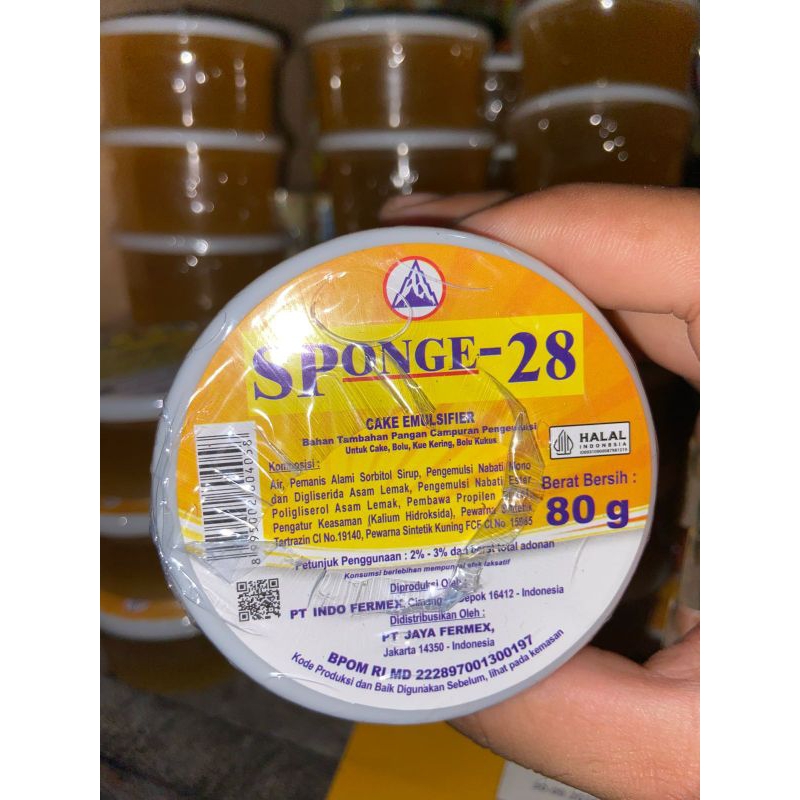 SPONGE-28
CAKE EMULSIFIER
Bahan Tambahan Pangan Campuran Pengemulsi
Untuk Cake, Bolu, Kue Kering, Bolu Kukus
HALAL
INDONESIA
Komposisi :
Air, Pemanis Alami Sorbitol Sirup, Pengemulsi Nabati Mono
dan Digliserida Asam Lemak, Pengemulsi Nabati Ester
Poligliserol Asam Lemak, Pembawa Propilen
Pengatur Keasaman (Kalium Hidroksida), Pewarna Sintetik
Tartrazin CI No.19140, Pewarna Sintetik Kuning FCF CI No. 15985
Berat Bersih :
80 g
Petunjuk Penggunaan : 2% - 3% dari berat total adonan
Konsumsi berlebihan mempunyai efek laksatif
Diproduksi Oleh :
PT INDO FERMEX, Depok 16412 - Indonesia
Didistribusikan Oleh :
PT JAYA FERMEX,
Jakarta 14350 - Indonesia
BPOM RI MD 222897001300197
Kode Produksi dan Baik Digunakan Sebelum, lihat pada kemasan